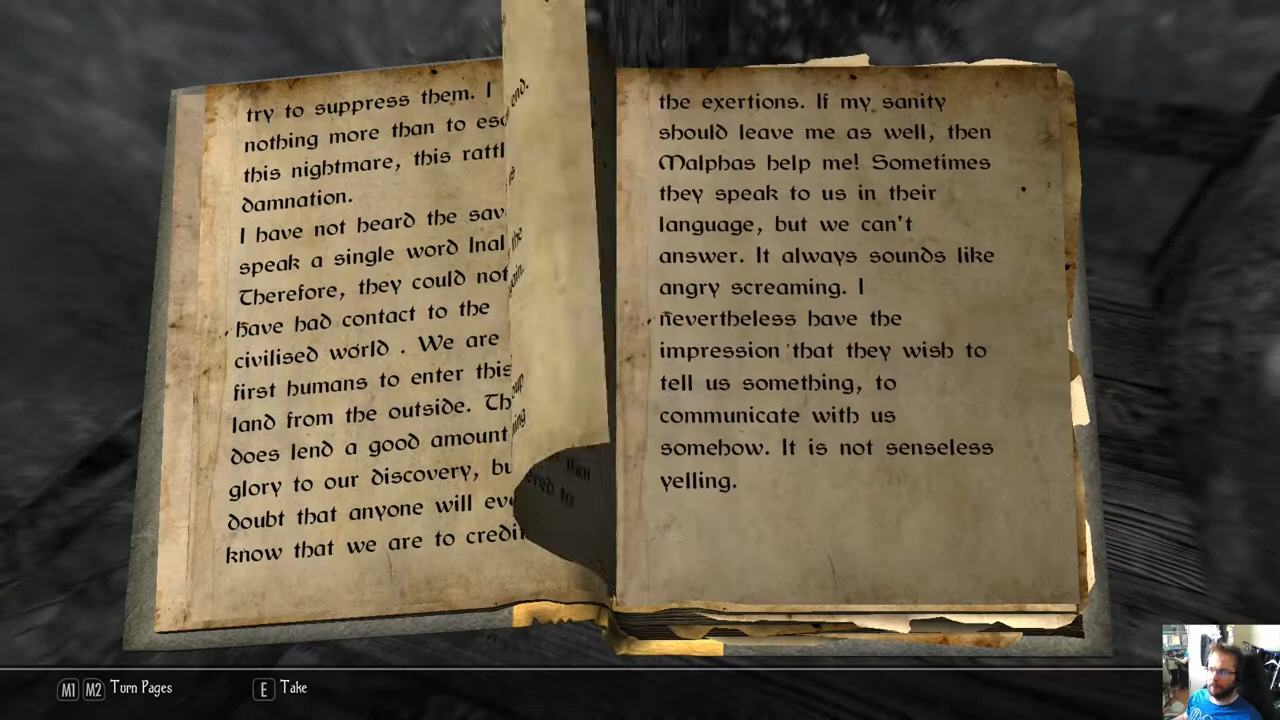 try to suppress them. I
nothing more than to esc
this nightmare, this rattl
damnation.
I have not heard the sav
speak a single word Inal
Therefore, they could not
have had contact to the
civilised world . We are
first humans to enter this
land from the outside. Th
does lend a good amount
glory to our discovery, bu
doubt that anyone will eve
know that we are to credit
end.
the exertions. If my sanity
should leave me as well, then
Malphas help me! Sometimes
they speak to us in their
language, but we can't
answer. It always sounds like
angry screaming. I
nevertheless have the
impression that they wish to
tell us something, to
communicate with us
somehow. It is not senseless
yelling.
M1 M2 Turn Pages
E Take